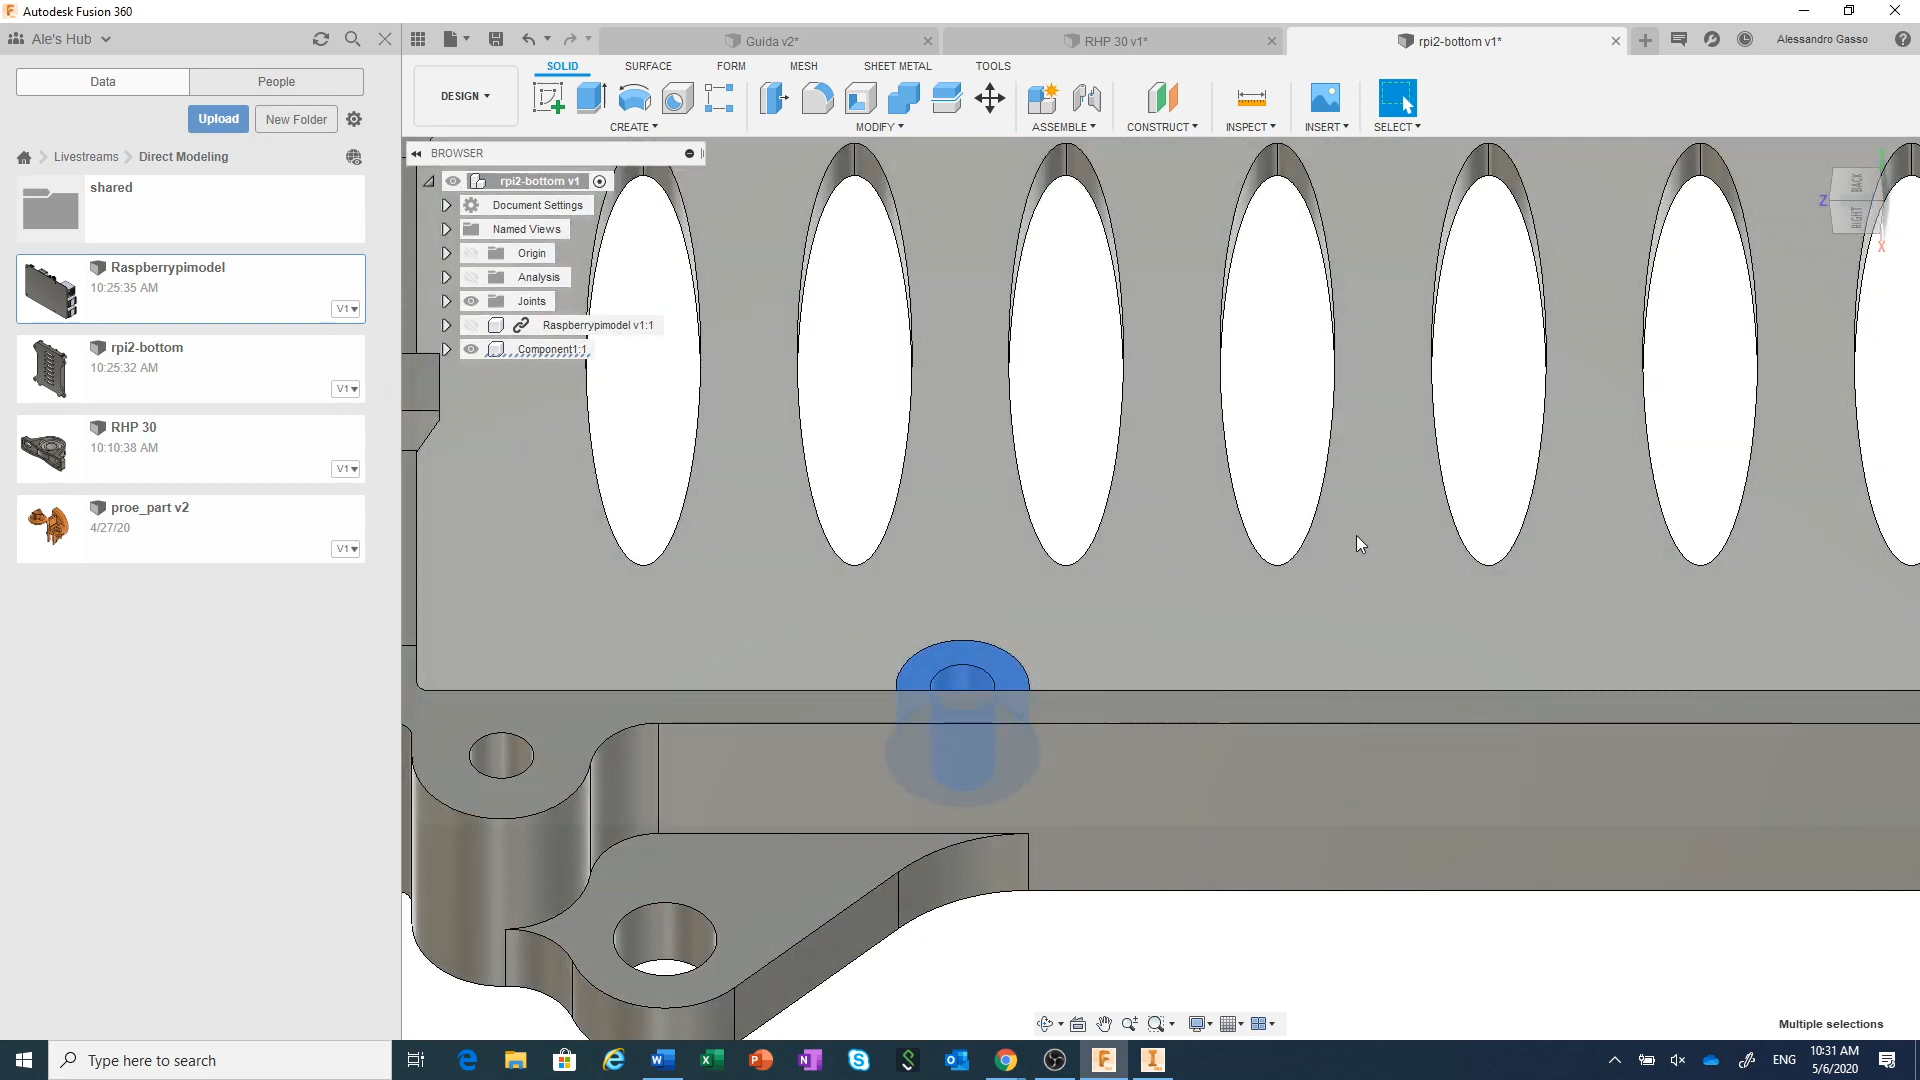 Autodesk Fusion 360
Ale's Hub
Guida v2*
RHP 30 v1*
rpi2-bottom v1*
Alessandro Gasso
Data
People
SOLID
SURFACE
FORM
MESH
SHEET METAL
TOOLS
DESIGN
Upload
New Folder
CREATE
MODIFY
ASSEMBLE
CONSTRUCT
INSPECT
INSERT
SELECT
Livestreams
Direct Modeling
BROWSER
shared
rpi2-bottom v1
Document Settings
Named Views
Origin
Analysis
Joints
Raspberrypimodel v1:1
Component1:1
BACK
RIGHT
Z
X
Raspberrypimodel
10:25:35 AM
V1
rpi2-bottom
10:25:32 AM
V1
RHP 30
10:10:38 AM
V1
proe_part v2
4/27/20
V1
Multiple selections
Type here to search
ENG
10:31 AM
5/6/2020